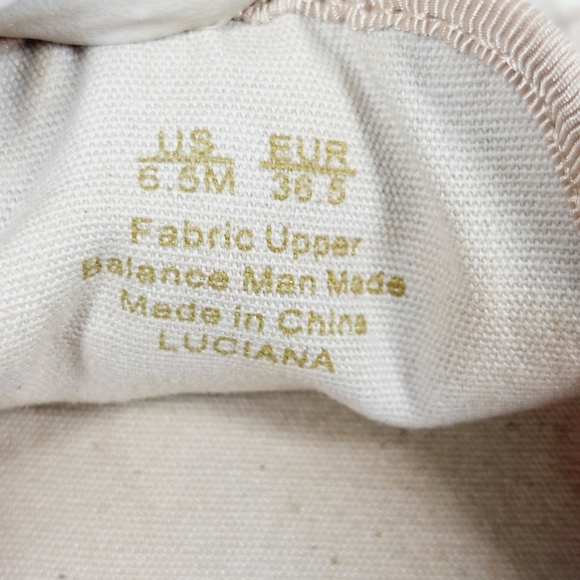 US EUR
6.5M 36.5
Fabric Upper
Balance Man Made
Made in China
LUCIANA